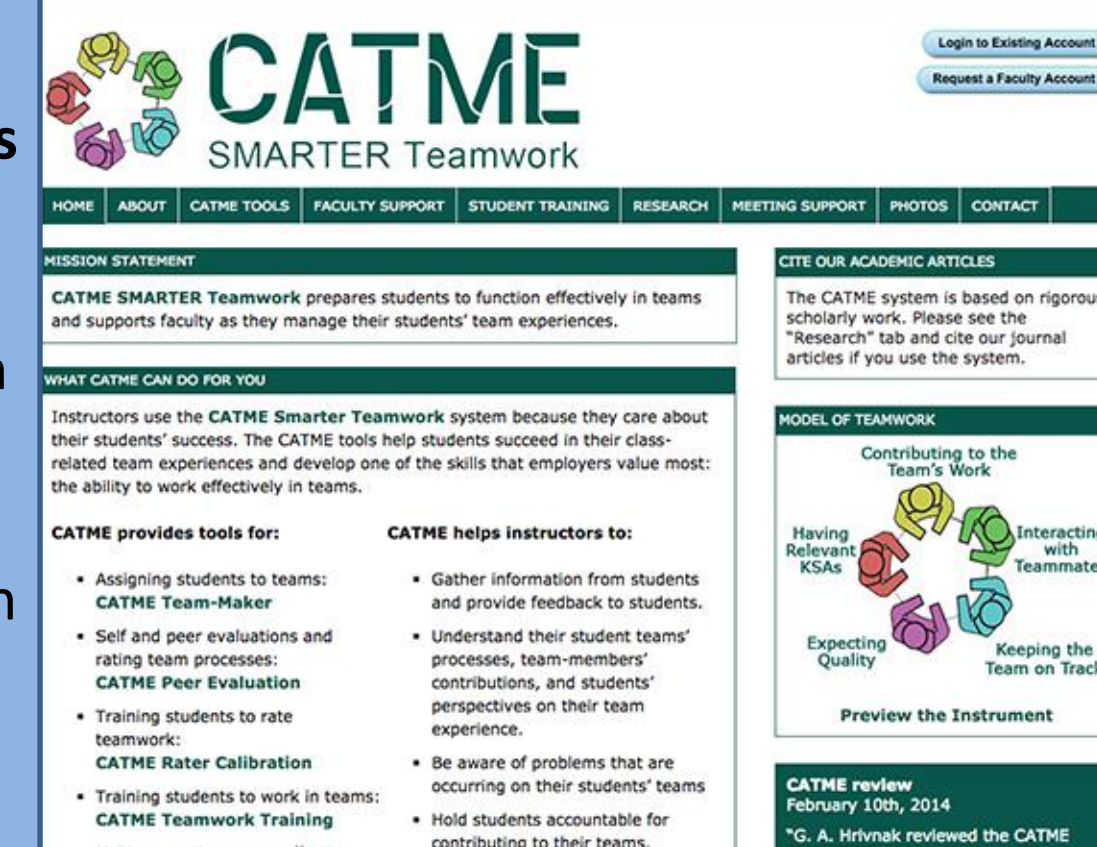 s
n
n
CATME
SMARTER Teamwork
Login to Existing Account
Request a Faculty Account
HOME ABOUT CATME TOOLS FACULTY SUPPORT STUDENT TRAINING RESEARCH MEETING SUPPORT PHOTOS CONTACT
MISSION STATEMENT
CATME SMARTER Teamwork prepares students to function effectively in teams
and supports faculty as they manage their students' team experiences.
WHAT CATME CAN DO FOR YOU
Instructors use the CATME Smarter Teamwork system because they care about
their students' success. The CATME tools help students succeed in their class-
related team experiences and develop one of the skills that employers value most:
the ability to work effectively in teams.
CATME provides tools for:
▪ Assigning students to teams:
CATME Team-Maker
▪ Self and peer evaluations and
rating team processes:
CATME Peer Evaluation
▪ Training students to rate
teamwork:
CATME Rater Calibration
▪ Training students to work in teams:
CATME Teamwork Training
CATME helps instructors to:
▪ Gather information from students
and provide feedback to students.
▪ Understand their student teams'
processes, team-members'
contributions, and students'
perspectives on their team
experience.
▪ Be aware of problems that are
occurring on their students' teams
▪ Hold students accountable for
contributing to their teams.
CITE OUR ACADEMIC ARTICLES
The CATME system is based on rigorous
scholarly work. Please see the
"Research" tab and cite our journal
articles if you use the system.
MODEL OF TEAMWORK
Contributing to the
Team's Work
Having
Relevant
KSAs
Interacting
with
Teammate
Expecting
Quality
Keeping the
Team on Track
Preview the Instrument
CATME review
February 10th, 2014
"G. A. Hrivnak reviewed the CATME